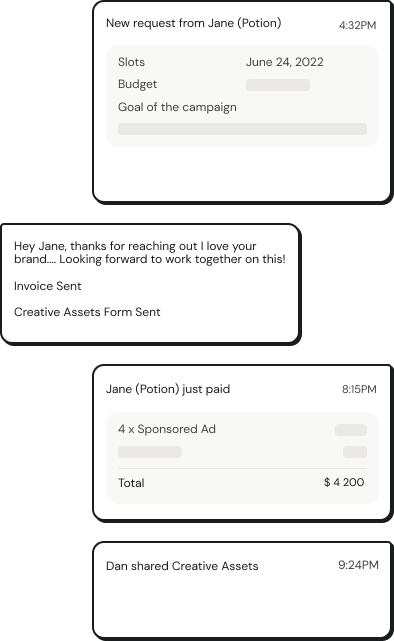 New request from Jane (Potion) 4:32PM
Slots June 24, 2022
Budget
Goal of the campaign
Hey Jane, thanks for reaching out I love your
brand.... Looking forward to work together on this!
Invoice Sent
Creative Assets Form Sent
Jane (Potion) just paid 8:15PM
4 x Sponsored Ad
Total $ 4 200
Dan shared Creative Assets 9:24PM